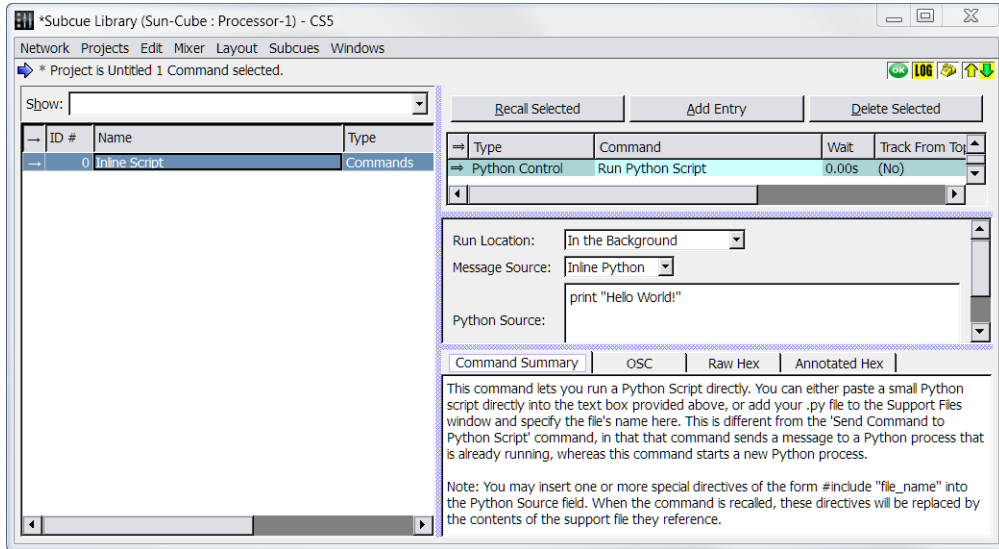 *Subcue Library (Sun-Cube : Processor-1) - CS5
Network Projects Edit Mixer Layout Subcues Windows
* Project is Untitled 1 Command selected.
OK LOG
Show:
→ ID # Name Type
→ 0 Inline Script Commands
Recall Selected Add Entry Delete Selected
⇒ Type Command Wait Track From Top
⇒ Python Control Run Python Script 0.00s (No)
Run Location: In the Background
Message Source: Inline Python
print "Hello World!"
Python Source:
Command Summary OSC Raw Hex Annotated Hex
This command lets you run a Python Script directly. You can either paste a small Python
script directly into the text box provided above, or add your .py file to the Support Files
window and specify the file's name here. This is different from the 'Send Command to
Python Script' command, in that that command sends a message to a Python process that
is already running, whereas this command starts a new Python process.
Note: You may insert one or more special directives of the form #include "file_name" into
the Python Source field. When the command is recalled, these directives will be replaced by
the contents of the support file they reference.